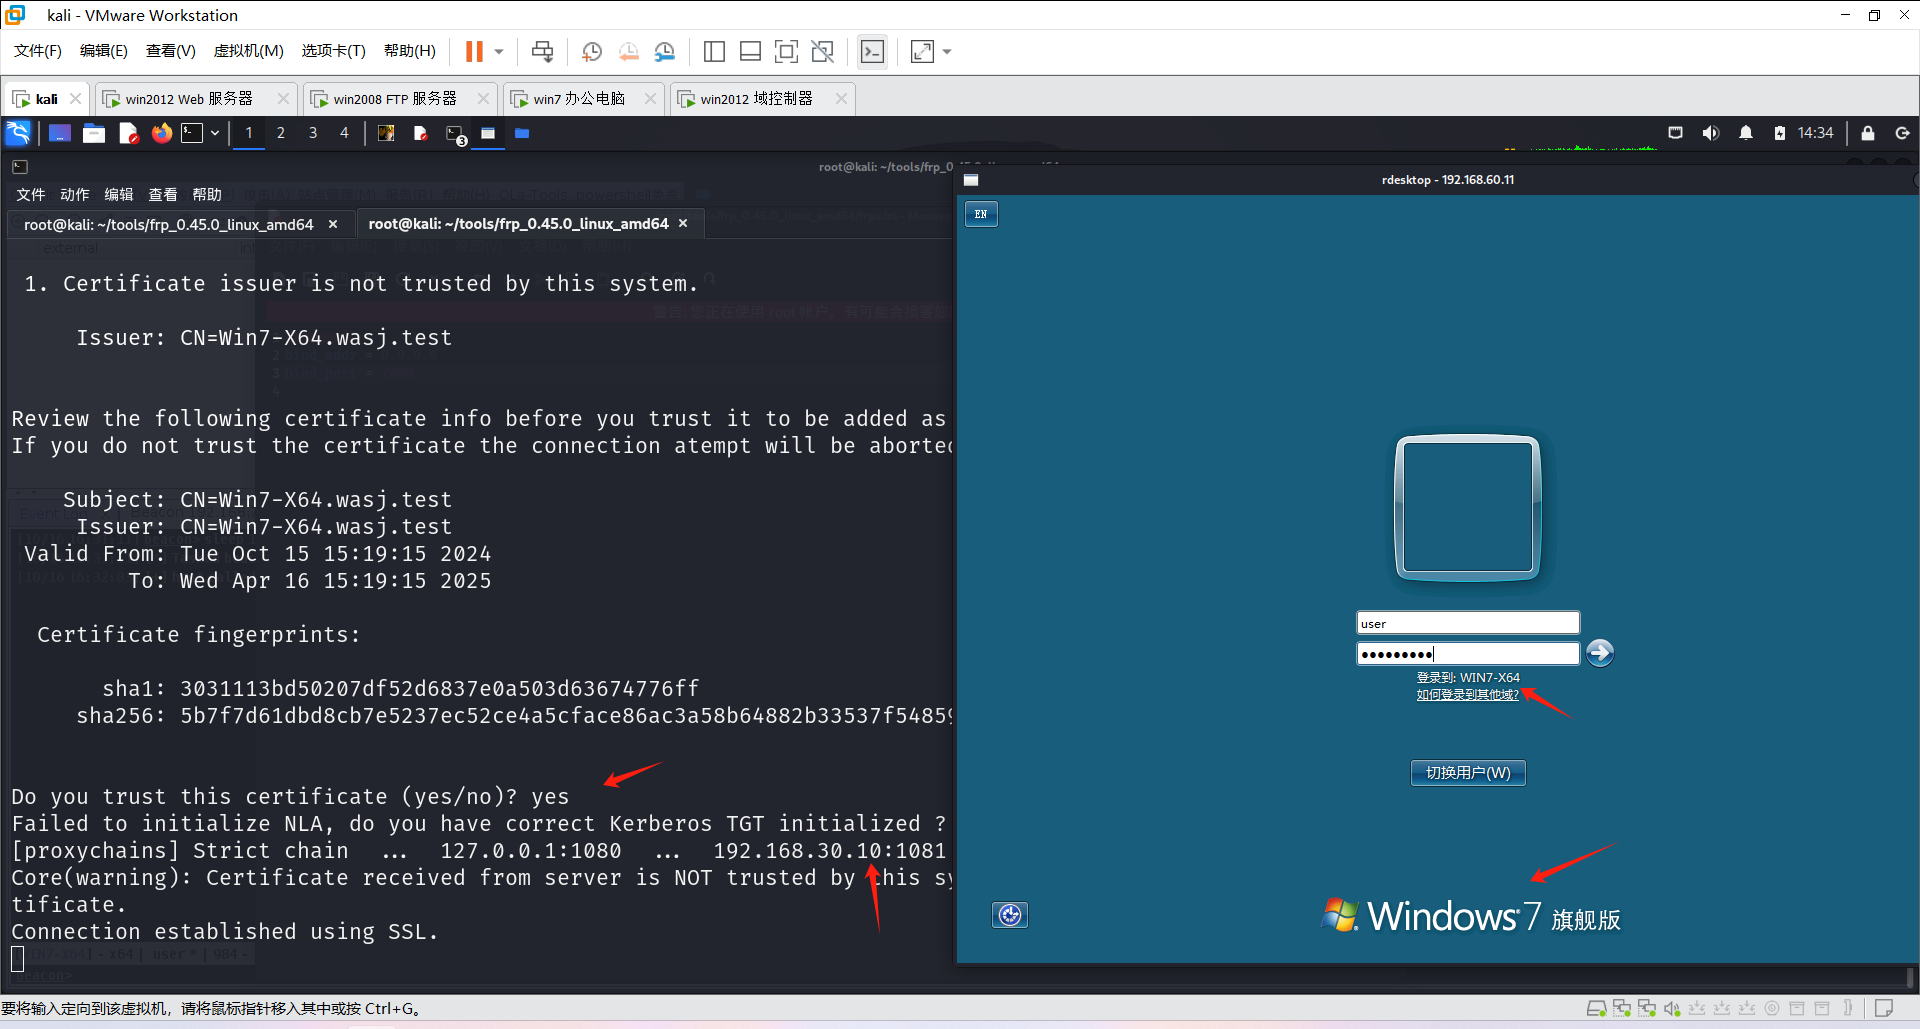 kali - VMware Workstation
文件(F) 编辑(E) 查看(V) 虚拟机(M) 选项卡(T) 帮助(H)
kali win2012 Web 服务器 win2008 FTP 服务器 win7 办公电脑 win2012 域控制器
1 2 3 4 3 14:34
root@kali: ~/tools/frp_0.45.0_linux_amd64
文件 动作 编辑 查看 帮助
root@kali: ~/tools/frp_0.45.0_linux_amd64 root@kali: ~/tools/frp_0.45.0_linux_amd64
1. Certificate issuer is not trusted by this system.
Issuer: CN=Win7-X64.wasj.test
Review the following certificate info before you trust it to be added as
If you do not trust the certificate the connection atempt will be aborted
Subject: CN=Win7-X64.wasj.test
Issuer: CN=Win7-X64.wasj.test
Valid From: Tue Oct 15 15:19:15 2024
To: Wed Apr 16 15:19:15 2025
Certificate fingerprints:
sha1: 3031113bd50207df52d6837e0a503d63674776ff
sha256: 5b7f7d61dbd8cb7e5237ec52ce4a5cface86ac3a58b64882b33537f54859
Do you trust this certificate (yes/no)? yes
Failed to initialize NLA, do you have correct Kerberos TGT initialized ?
[proxychains] Strict chain ... 127.0.0.1:1080 ... 192.168.30.10:1081
Core(warning): Certificate received from server is NOT trusted by this sy
tificate.
Connection established using SSL.
rdesktop - 192.168.60.11
EN
user
•••••••••
登录到: WIN7-X64
如何登录到其他域?
切换用户(W)
Windows 7 旗舰版
要将输入定向到该虚拟机，请将鼠标指针移入其中或按 Ctrl+G。